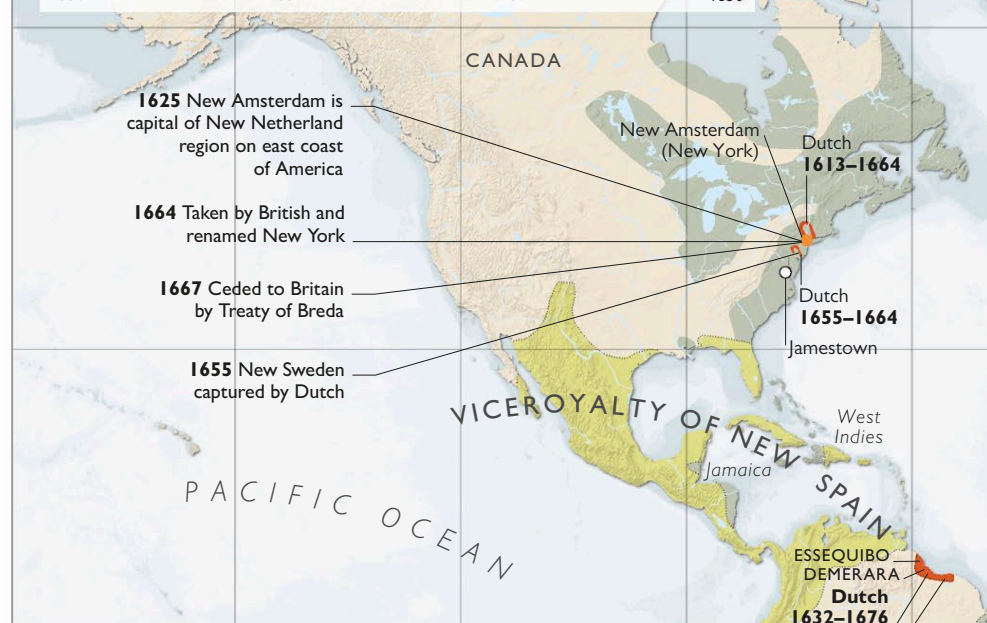 CANADA
1625 New Amsterdam is
capital of New Netherland
region on east coast
of America
New Amsterdam
(New York)
Dutch
1613–1664
1664 Taken by British and
renamed New York
1667 Ceded to Britain
by Treaty of Breda
Dutch
1655–1664
Jamestown
1655 New Sweden
captured by Dutch
VICEROYALTY OF NEW SPAIN
West
Indies
Jamaica
PACIFIC OCEAN
ESSEQUIBO
DEMERARA
Dutch
1632–1676